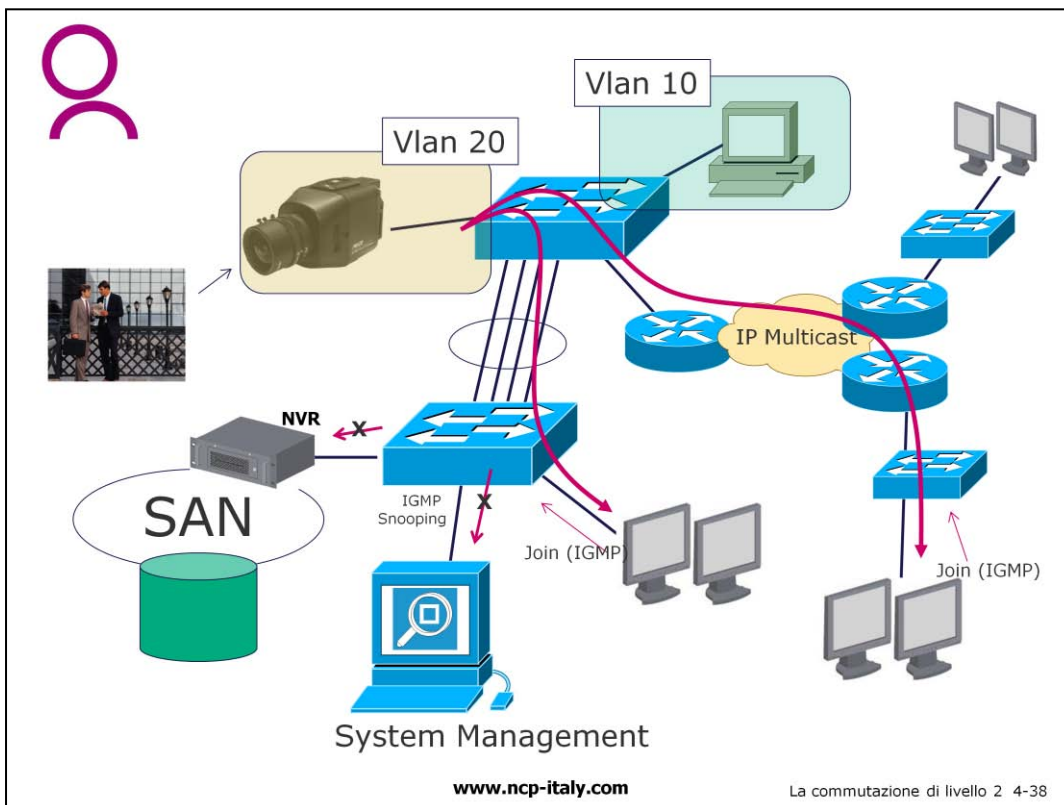 Vlan 10
Vlan 20
IP Multicast
NVR
X
SAN
IGMP
Snooping
X
Join (IGMP)
Join (IGMP)
System Management
www.ncp-italy.com
La commutazione di livello 2 4-38